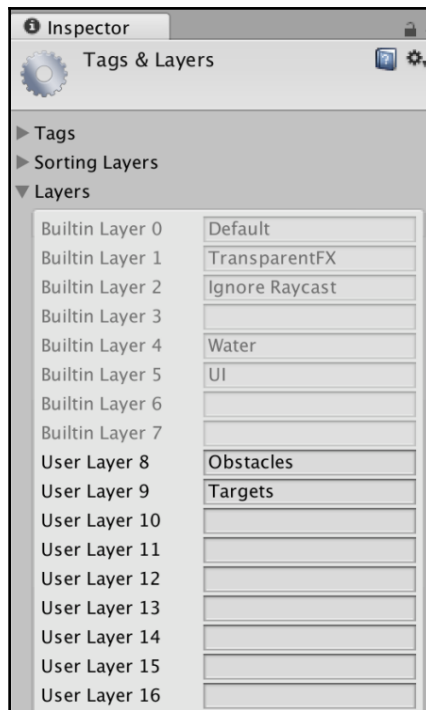 Inspector
Tags & Layers
Tags
Sorting Layers
Layers
Builtin Layer 0 Default
Builtin Layer 1 TransparentFX
Builtin Layer 2 Ignore Raycast
Builtin Layer 3
Builtin Layer 4 Water
Builtin Layer 5 UI
Builtin Layer 6
Builtin Layer 7
User Layer 8 Obstacles
User Layer 9 Targets
User Layer 10
User Layer 11
User Layer 12
User Layer 13
User Layer 14
User Layer 15
User Layer 16